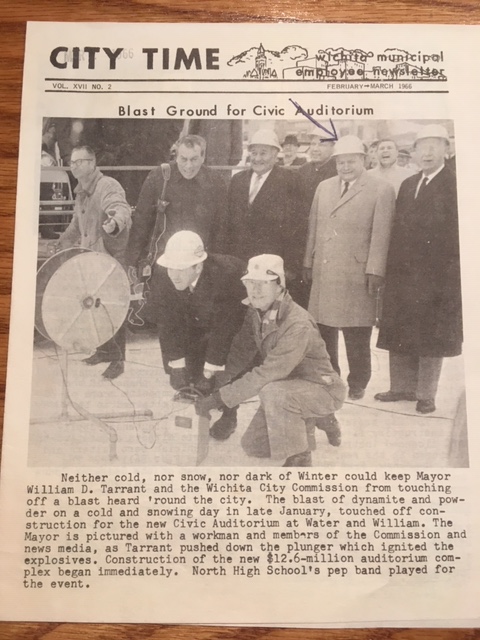 CITY TIME
wichita municipal
employee newsletter
VOL. XVII NO. 2 FEBRUARY-MARCH 1966
Blast Ground for Civic Auditorium
Neither cold, nor snow, nor dark of Winter could keep Mayor
William D. Tarrant and the Wichita City Commission from touching
off a blast heard 'round the city. The blast of dynamite and pow-
der on a cold and snowing day in late January, touched off con-
struction for the new Civic Auditorium at Water and William. The
Mayor is pictured with a workman and members of the Commission and
news media, as Tarrant pushed down the plunger which ignited the
explosives. Construction of the new $12.6-million auditorium com-
plex began immediately. North High School's pep band played for
the event.